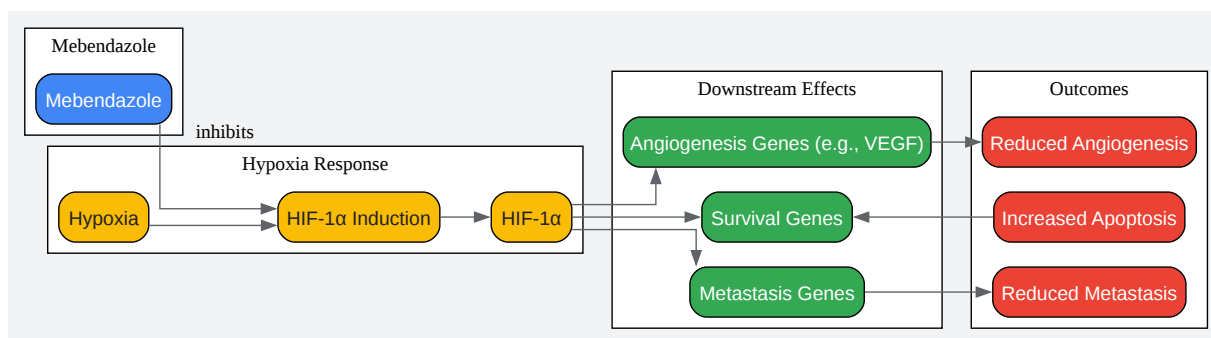 Mebendazole
Mebendazole
inhibits
Hypoxia Response
Hypoxia
HIF-1α Induction
HIF-1α
Downstream Effects
Angiogenesis Genes (e.g., VEGF)
Survival Genes
Metastasis Genes
Outcomes
Reduced Angiogenesis
Increased Apoptosis
Reduced Metastasis